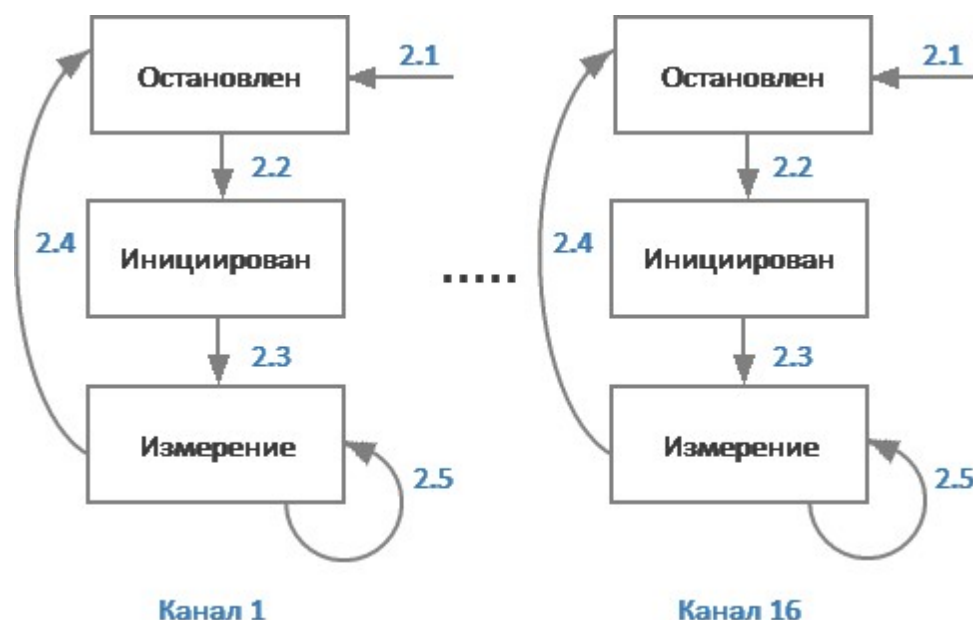 Остановлен
2.1
2.2
2.4
Инициирован
2.3
Измерение
2.5
Канал 1
.....
Остановлен
2.1
2.2
2.4
Инициирован
2.3
Измерение
2.5
Канал 16